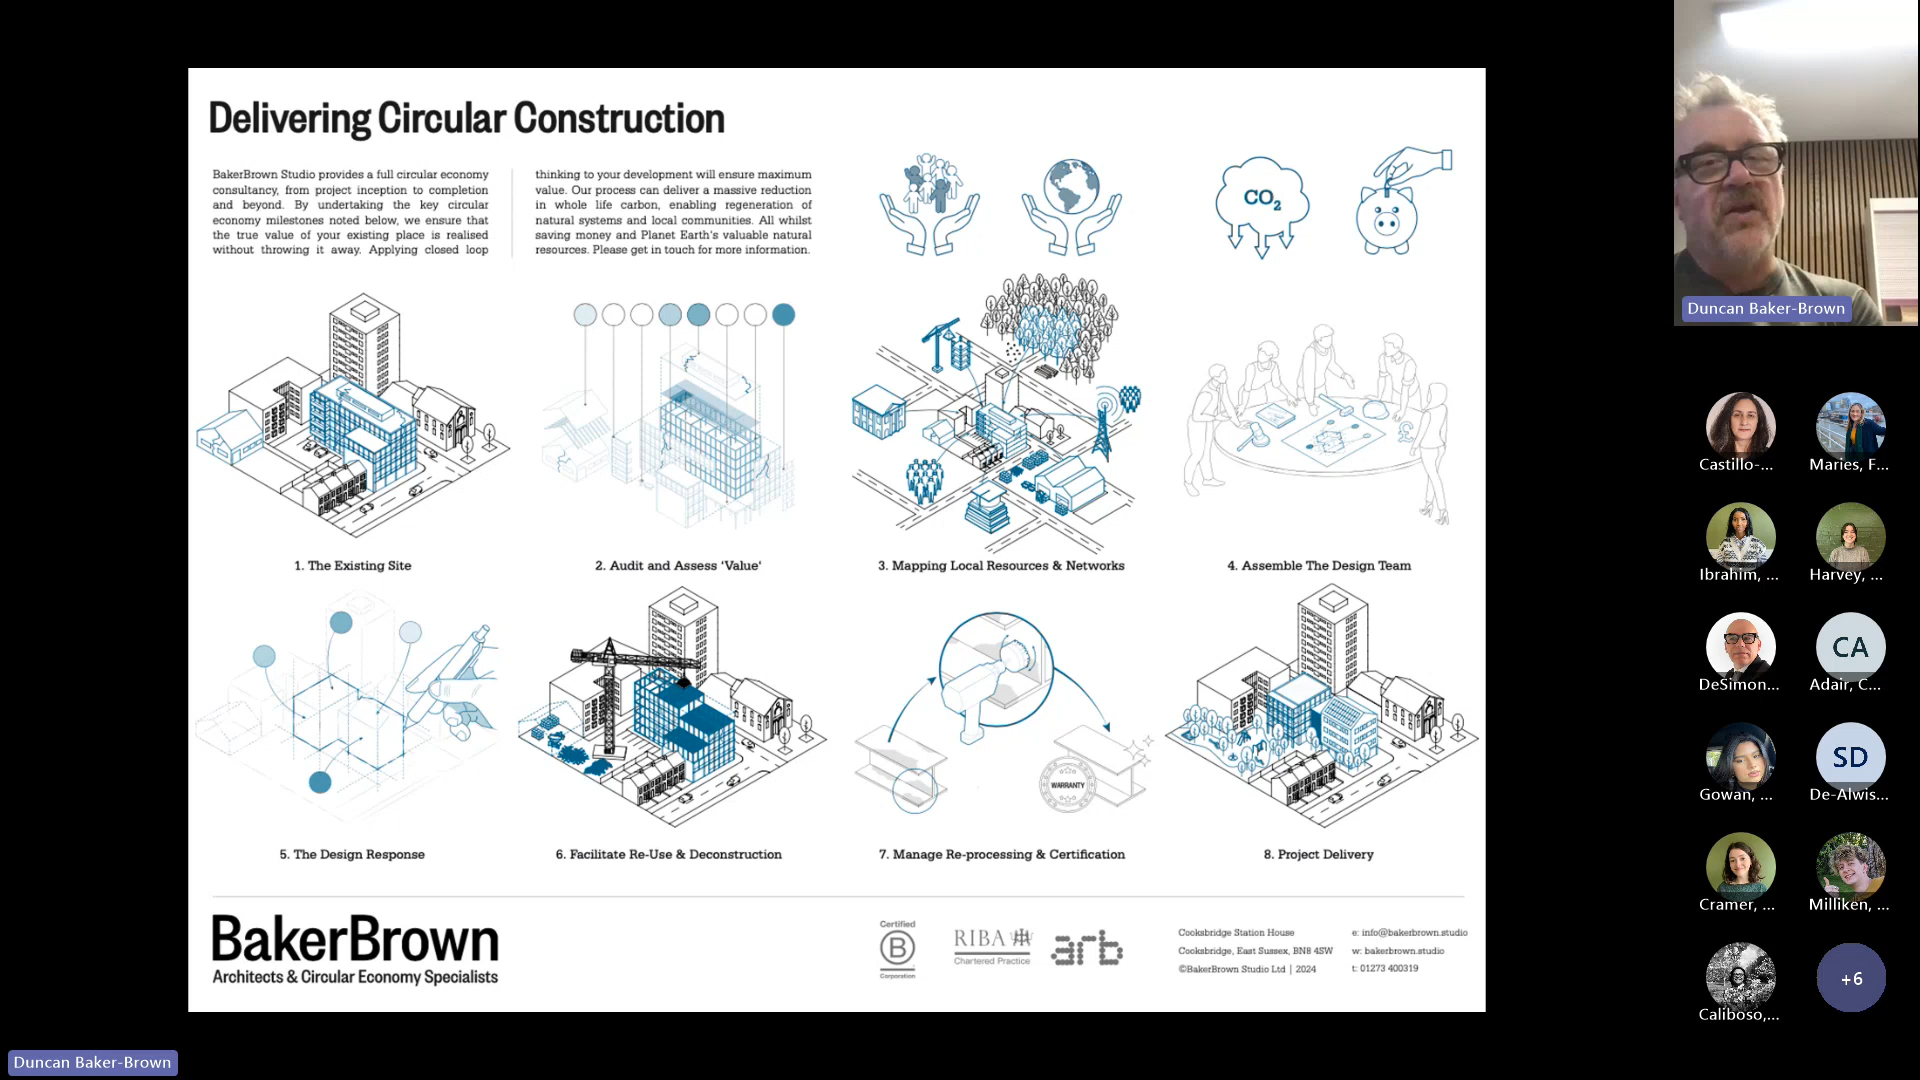 Delivering Circular Construction
BakerBrown Studio provides a full circular economy
consultancy, from project inception to completion
and beyond. By undertaking the key circular
economy milestones noted below, we ensure that
the true value of your existing place is realised
without throwing it away. Applying closed loop
thinking to your development will ensure maximum
value. Our process can deliver a massive reduction
in whole life carbon, enabling regeneration of
natural systems and local communities. All whilst
saving money and Planet Earth's valuable natural
resources. Please get in touch for more information.
CO2
£
1. The Existing Site
2. Audit and Assess 'Value'
3. Mapping Local Resources & Networks
4. Assemble The Design Team
WARRANTY
5. The Design Response
6. Facilitate Re-Use & Deconstruction
7. Manage Re-processing & Certification
8. Project Delivery
BakerBrown
Architects & Circular Economy Specialists
Certified
B
Corporation
RIBA
Chartered Practice
arb
Cooksbridge Station House
Cooksbridge, East Sussex, BN8 4SW
©BakerBrown Studio Ltd | 2024
e: info@bakerbrown.studio
w: bakerbrown.studio
t: 01273 400319
Duncan Baker-Brown
Castillo-...
Maries, F...
Ibrahim, ...
Harvey, ...
DeSimon...
CA
Adair, C...
Gowan, ...
SD
De-Alwis...
Cramer, ...
Milliken, ...
Caliboso,...
+6
Duncan Baker-Brown